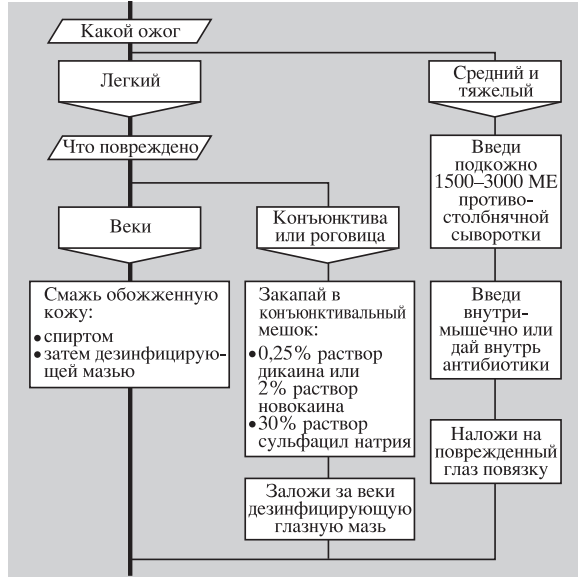 Какой ожог
Легкий
Что повреждено
Веки
Смажь обожженную
кожу:
• спиртом
• затем дезинфицирую-
щей мазью
Конъюнктива
или роговица
Закапай в
конъюнктивальный
мешок:
• 0,25% раствор
дикаина или
2% раствор
новокаина
• 30% раствор
сульфацил натрия
Заложи за веки
дезинфицирующую
глазную мазь
Средний и
тяжелый
Введи
подкожно
1500–3000 МЕ
противо-
столбнячной
сыворотки
Введи
внутри-
мышечно или
дай внутрь
антибиотики
Наложи на
поврежденный
глаз повязку